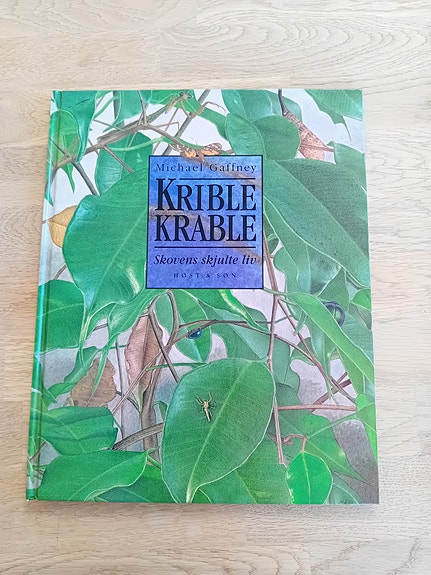 Michael Gaffney
KRIBLE
KRABLE
Skovens skjulte liv
HØST & SØN